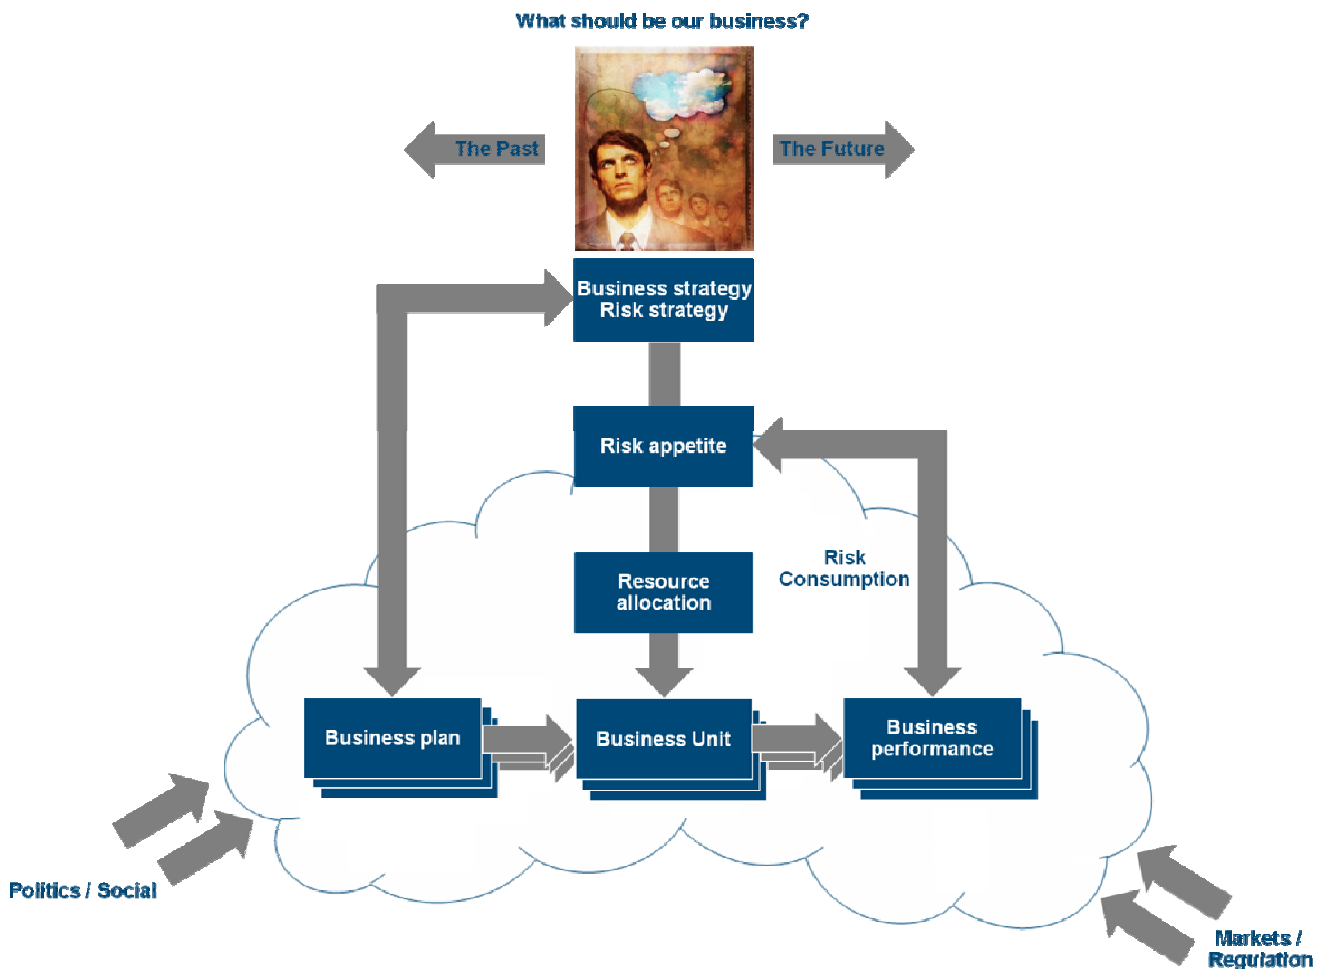 What should be our business?
The Past
The Future
Business strategy
Risk strategy
Risk appetite
Risk
Consumption
Resource
allocation
Business plan
Business Unit
Business
performance
Politics / Social
Markets /
Regulation